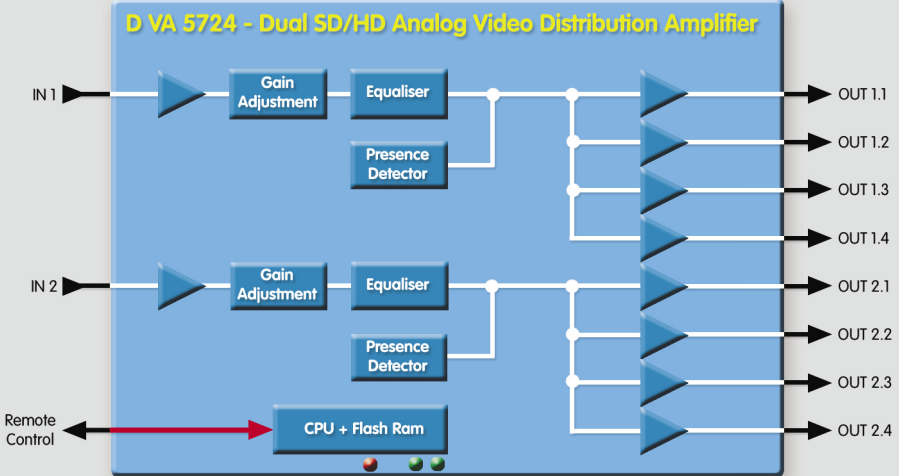 D VA 5724 - Dual SD/HD Analog Video Distribution Amplifier
IN 1
Gain
Adjustment
Equaliser
Presence
Detector
OUT 1.1
OUT 1.2
OUT 1.3
OUT 1.4
IN 2
Gain
Adjustment
Equaliser
Presence
Detector
OUT 2.1
OUT 2.2
OUT 2.3
OUT 2.4
Remote
Control
CPU + Flash Ram